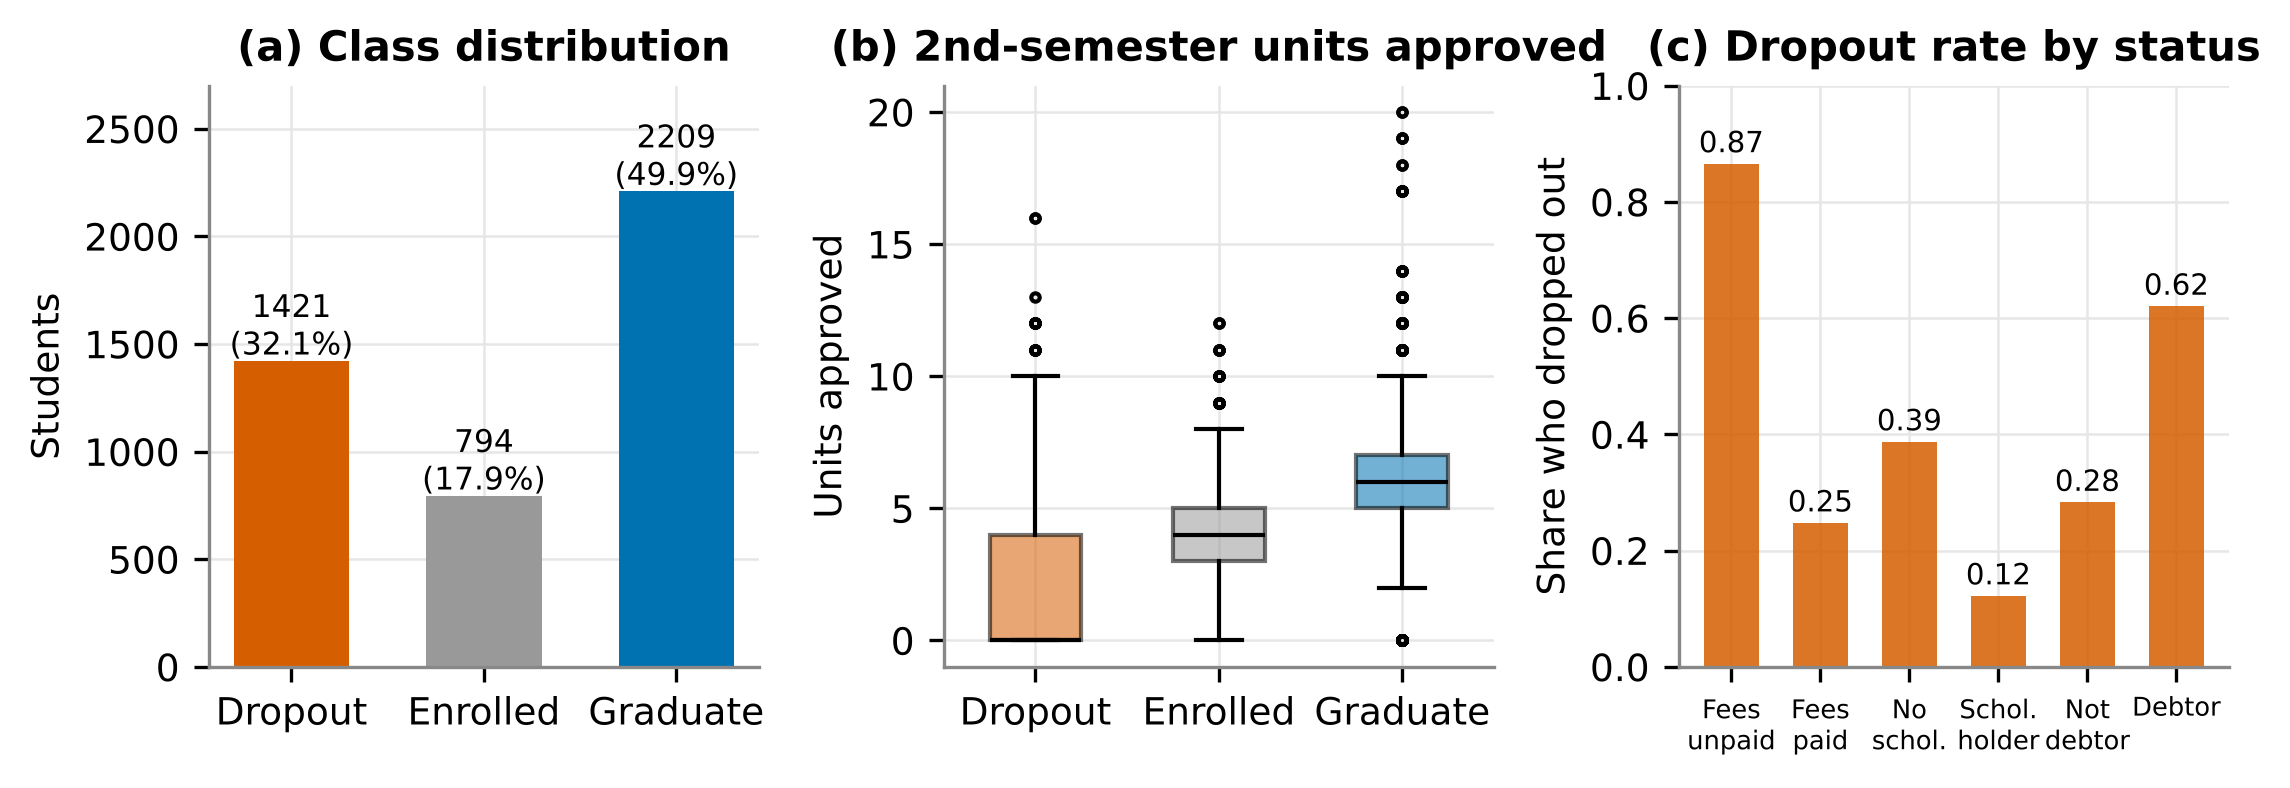 (a) Class distribution
Students
2500
2000
1500
1000
500
0
1421
(32.1%)
794
(17.9%)
2209
(49.9%)
Dropout
Enrolled
Graduate
(b) 2nd-semester units approved
Units approved
20
15
10
5
0
Dropout
Enrolled
Graduate
(c) Dropout rate by status
Share who dropped out
1.0
0.8
0.6
0.4
0.2
0.0
0.87
0.25
0.39
0.12
0.28
0.62
Fees
unpaid
Fees
paid
No
schol.
Schol.
holder
Not
debtor
Debtor